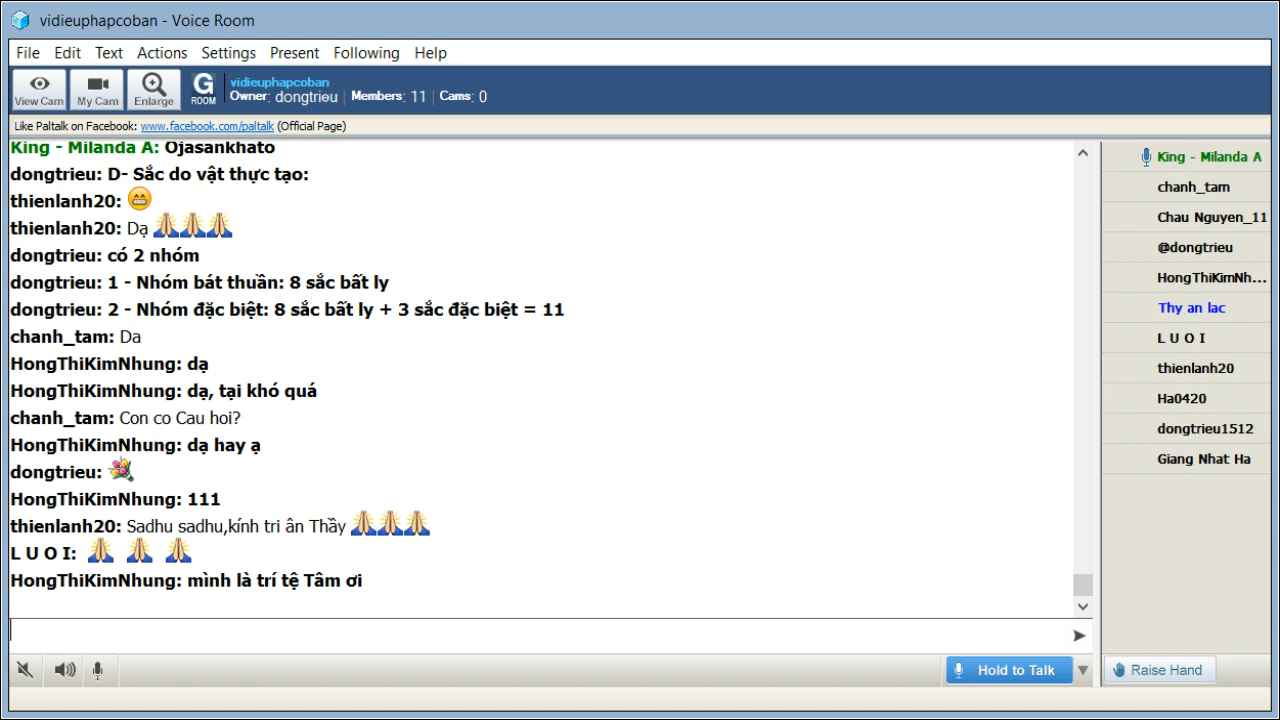 vidieuphapcoban - Voice Room
File Edit Text Actions Settings Present Following Help
View Cam My Cam Enlarge G ROOM
vidieuphapcoban
Owner: dongtrieu | Members: 11 | Cams: 0
Like Paltalk on Facebook: www.facebook.com/paltalk (Official Page)
King - Milanda A: Ojasankhato
dongtrieu: D- Sắc do vật thực tạo:
thienlanh20:
thienlanh20: Dạ
dongtrieu: có 2 nhóm
dongtrieu: 1 - Nhóm bát thuần: 8 sắc bất ly
dongtrieu: 2 - Nhóm đặc biệt: 8 sắc bất ly + 3 sắc đặc biệt = 11
chanh_tam: Da
HongThiKimNhung: dạ
HongThiKimNhung: dạ, tại khó quá
chanh_tam: Con co Cau hoi?
HongThiKimNhung: dạ hay ạ
dongtrieu:
HongThiKimNhung: 111
thienlanh20: Sadhu sadhu,kính tri ân Thầy
L U O I:
HongThiKimNhung: mình là trí tệ Tâm ơi
King - Milanda A
chanh_tam
Chau Nguyen_11
@dongtrieu
HongThiKimNh...
Thy an lac
L U O I
thienlanh20
Ha0420
dongtrieu1512
Giang Nhat Ha
Hold to Talk
Raise Hand